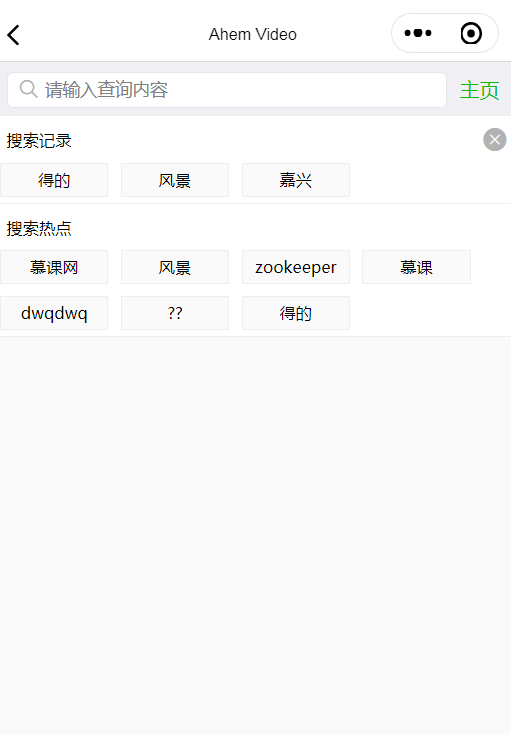 Ahem Video
请输入查询内容 主页
搜索记录
得的 风景 嘉兴
搜索热点
慕课网 风景 zookeeper 慕课
dwqdwq ?? 得的